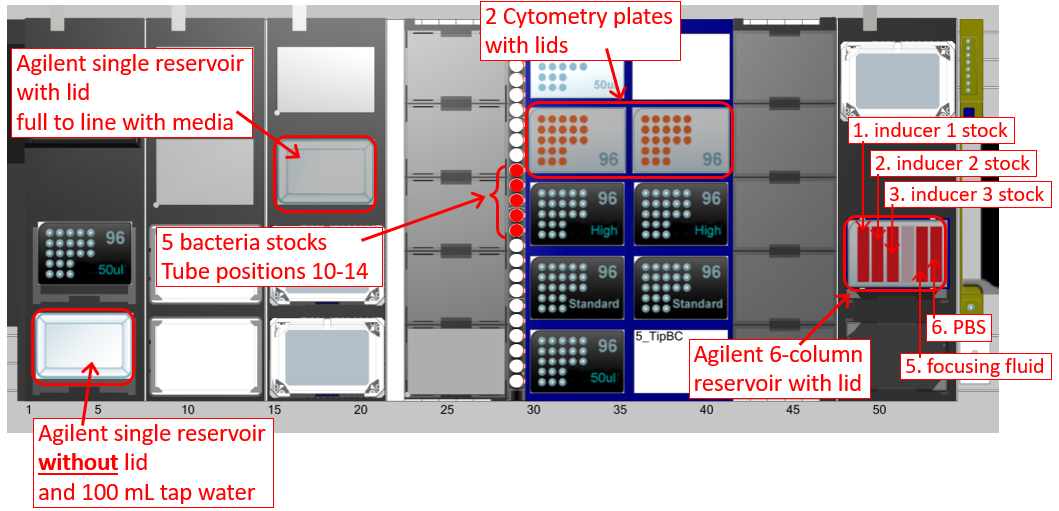 2 Cytometry plates
with lids
Agilent single reservoir
with lid
full to line with media
50ul
96
96
1. inducer 1 stock
2. inducer 2 stock
3. inducer 3 stock
96
High
96
High
5 bacteria stocks
Tube positions 10-14
96
50ul
96
Standard
96
Standard
6. PBS
96
50ul
5_TipBC
Agilent 6-column
reservoir with lid
5. focusing fluid
1 5 10 15 20 25 30 35 40 45 50
Agilent single reservoir
without lid
and 100 mL tap water